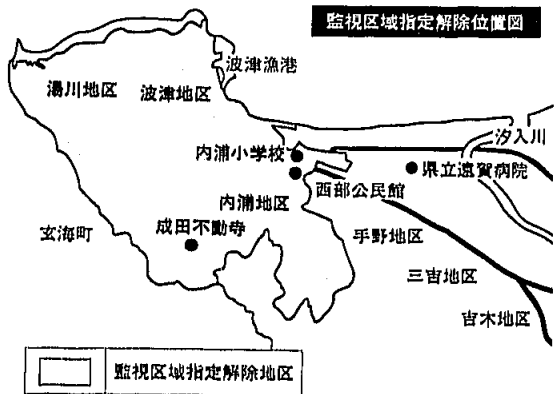 監視区域指定解除位置図
波津漁港
湯川地区
波津地区
汐入川
内浦小学校
県立遠賀病院
西部公民館
内浦地区
成田不動寺
玄海町
手野地区
三吉地区
吉木地区
監視区域指定解除地区